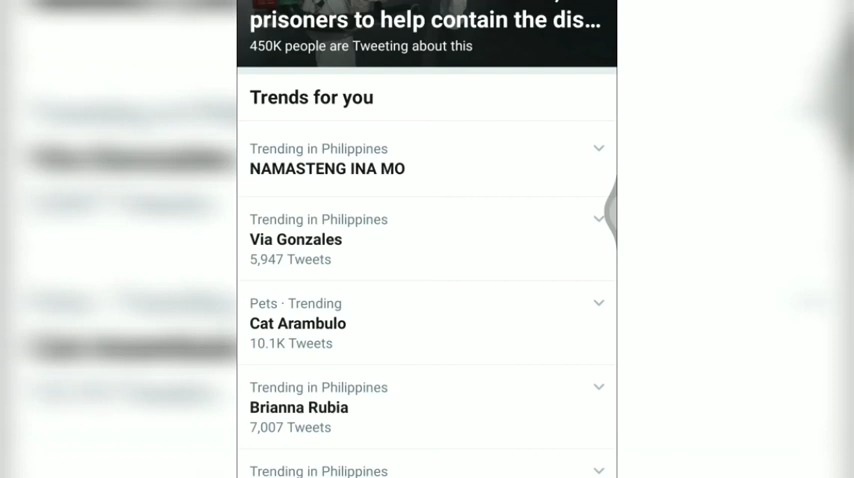 prisoners to help contain the dis...
450K people are Tweeting about this
Trends for you
Trending in Philippines
NAMASTENG INA MO
Trending in Philippines
Via Gonzales
5,947 Tweets
Pets · Trending
Cat Arambulo
10.1K Tweets
Trending in Philippines
Brianna Rubia
7,007 Tweets
Trending in Philippines